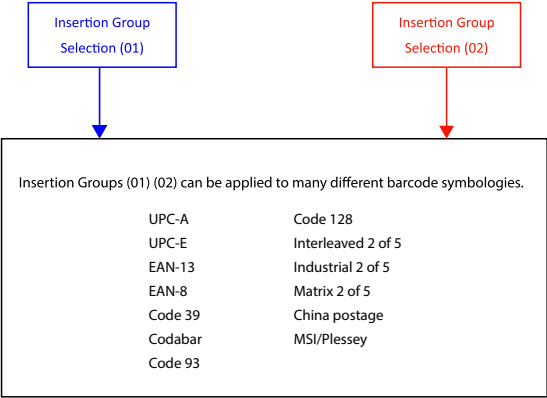 Insertion Group
Selection (01)
Insertion Group
Selection (02)
Insertion Groups (01) (02) can be applied to many different barcode symbologies.
UPC-A
UPC-E
EAN-13
EAN-8
Code 39
Codabar
Code 93
Code 128
Interleaved 2 of 5
Industrial 2 of 5
Matrix 2 of 5
China postage
MSI/Plessey